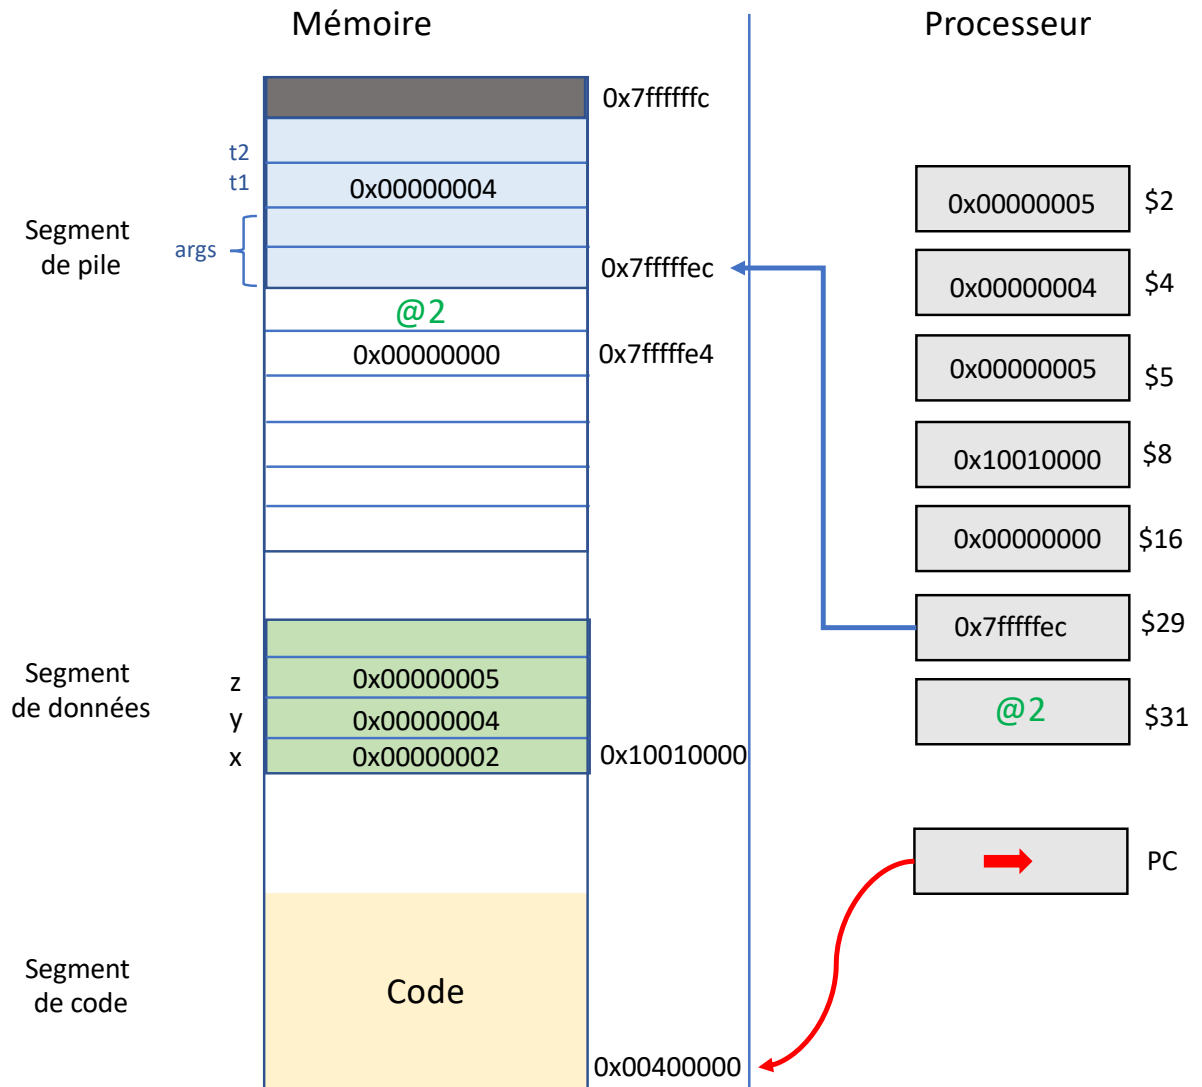 Mémoire
Processeur
0x7ffffffc
t2
t1
0x00000004
Segment
de pile
args
0x7fffffec
@2
0x00000000
0x7fffffe4
0x00000005
$2
0x00000004
$4
0x00000005
$5
0x10010000
$8
0x00000000
$16
0x7fffffec
$29
@2
$31
PC
Segment
de données
z
0x00000005
y
0x00000004
x
0x00000002
0x10010000
Segment
de code
Code
0x00400000